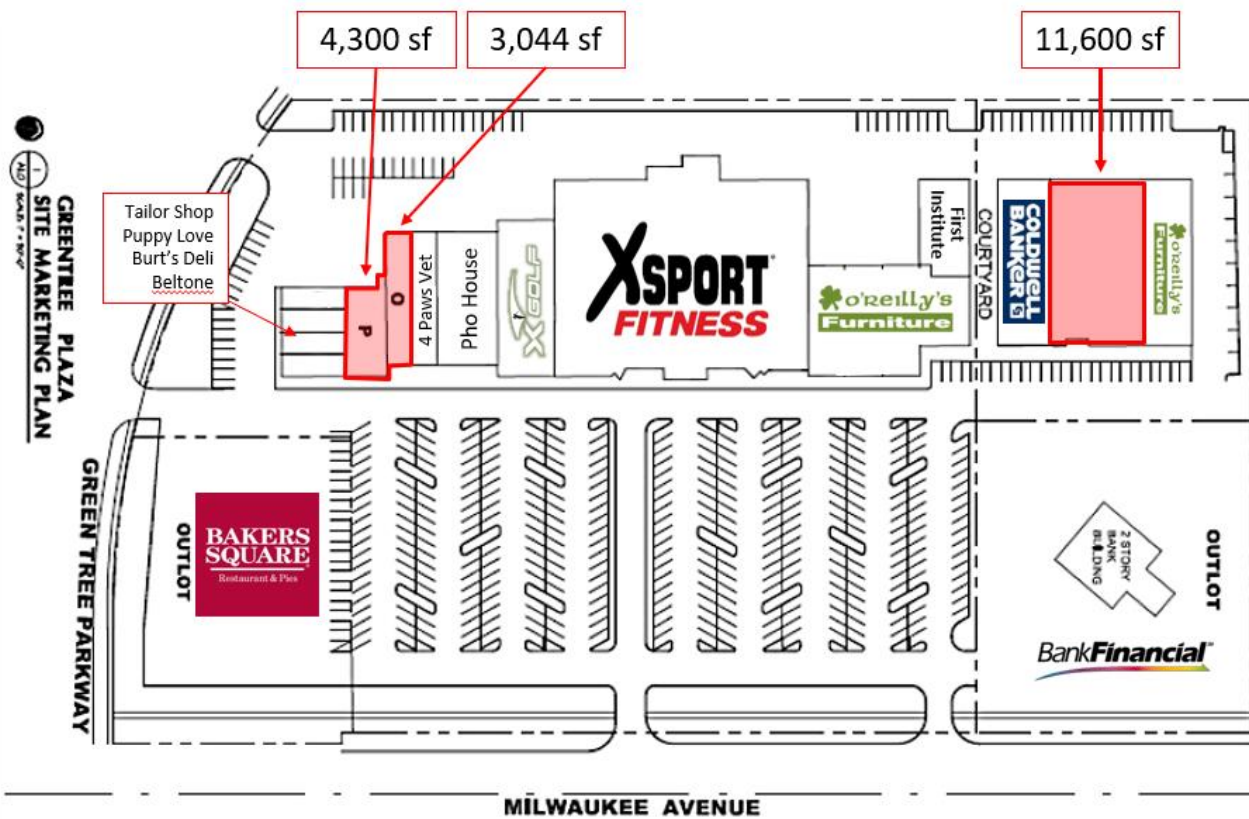 4,300 sf
3,044 sf
11,600 sf
GREENTREE PLAZA
SITE MARKETING PLAN
1
Tailor Shop
Puppy Love
Burt's Deli
Beltone
P
O
4 Paws Vet
Pho House
XGOLF
XSPORT
FITNESS
O'REILLY'S
Furniture
First
Institute
COURTYARD
COLDWELL
BANKER
O'REILLY'S
Furniture
GREEN TREE PARKWAY
OUTLOT
BAKERS
SQUARE
Restaurant & Pies
2 STORY
BANK
BUILDING
OUTLOT
BankFinancial
MILWAUKEE AVENUE